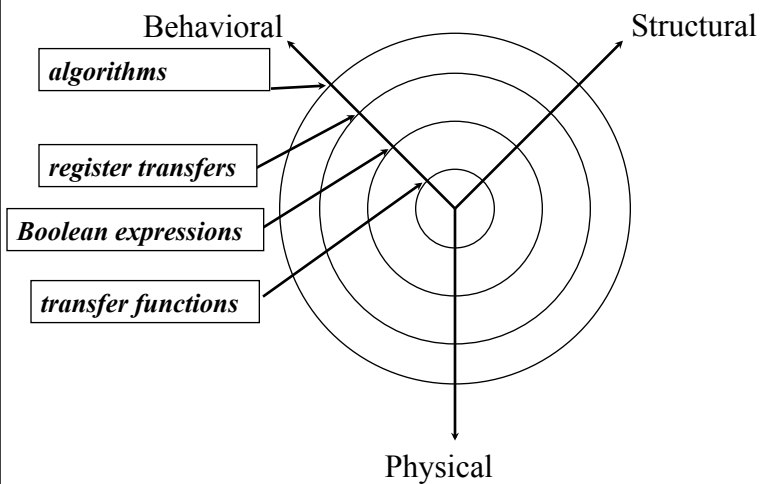 Behavioral
Structural
algorithms
register transfers
Boolean expressions
transfer functions
Physical